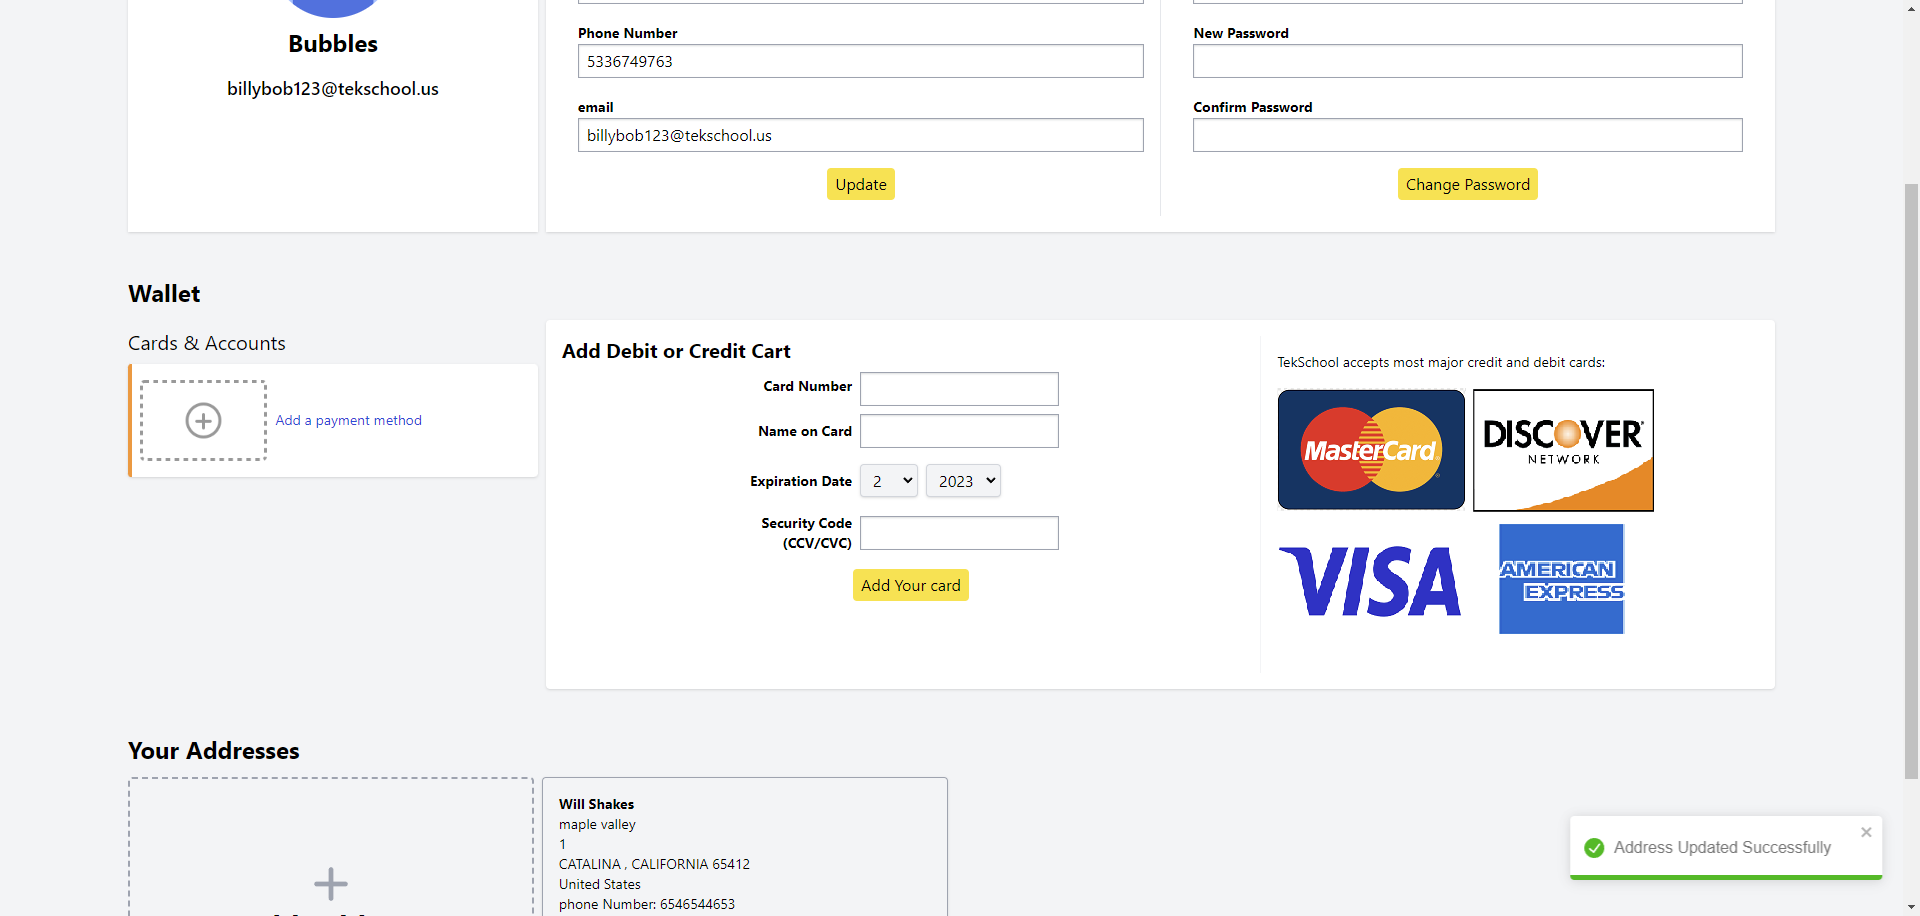 Bubbles
billybob123@tekschool.us
Phone Number
5336749763
email
billybob123@tekschool.us
Update
New Password
Confirm Password
Change Password
Wallet
Cards & Accounts
Add a payment method
Add Debit or Credit Cart
Card Number
Name on Card
Expiration Date
2
2023
Security Code
(CCV/CVC)
Add Your card
TekSchool accepts most major credit and debit cards:
MasterCard
DISCOVER
NETWORK
VISA
AMERICAN
EXPRESS
Your Addresses
Will Shakes
maple valley
1
CATALINA , CALIFORNIA 65412
United States
phone Number: 6546544653
Address Updated Successfully